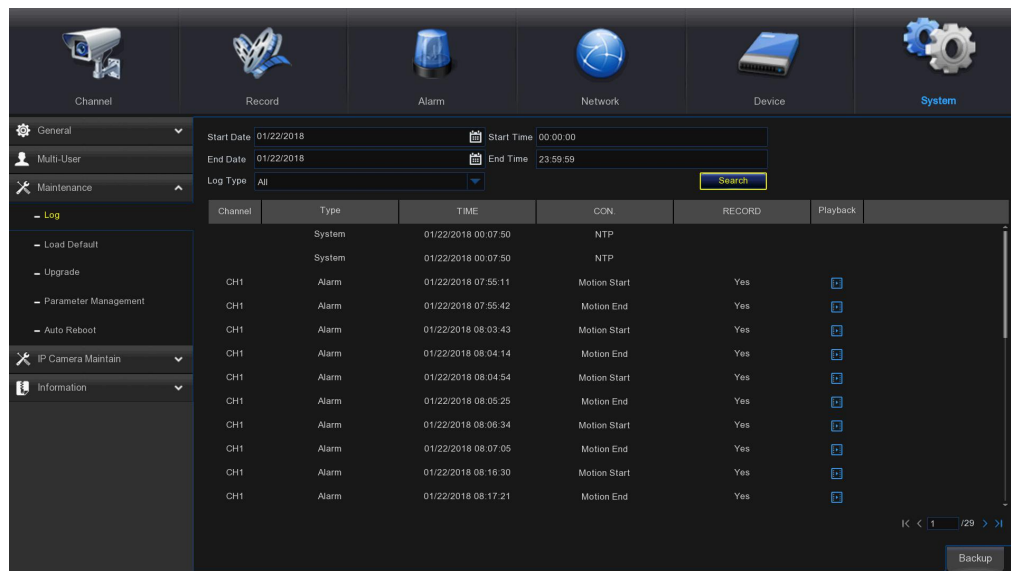 Channel Record Alarm Network Device System
General
Multi-User
Maintenance
Log
Load Default
Upgrade
Parameter Management
Auto Reboot
IP Camera Maintain
Information
Start Date 01/22/2018 Start Time 00:00:00
End Date 01/22/2018 End Time 23:59:59
Log Type All Search
Channel Type TIME CON. RECORD Playback
System 01/22/2018 00:07:50 NTP
System 01/22/2018 00:07:50 NTP
CH1 Alarm 01/22/2018 07:55:11 Motion Start Yes
CH1 Alarm 01/22/2018 07:55:42 Motion End Yes
CH1 Alarm 01/22/2018 08:03:43 Motion Start Yes
CH1 Alarm 01/22/2018 08:04:14 Motion End Yes
CH1 Alarm 01/22/2018 08:04:54 Motion Start Yes
CH1 Alarm 01/22/2018 08:05:25 Motion End Yes
CH1 Alarm 01/22/2018 08:06:34 Motion Start Yes
CH1 Alarm 01/22/2018 08:07:05 Motion End Yes
CH1 Alarm 01/22/2018 08:16:30 Motion Start Yes
CH1 Alarm 01/22/2018 08:17:21 Motion End Yes
1 /29
Backup